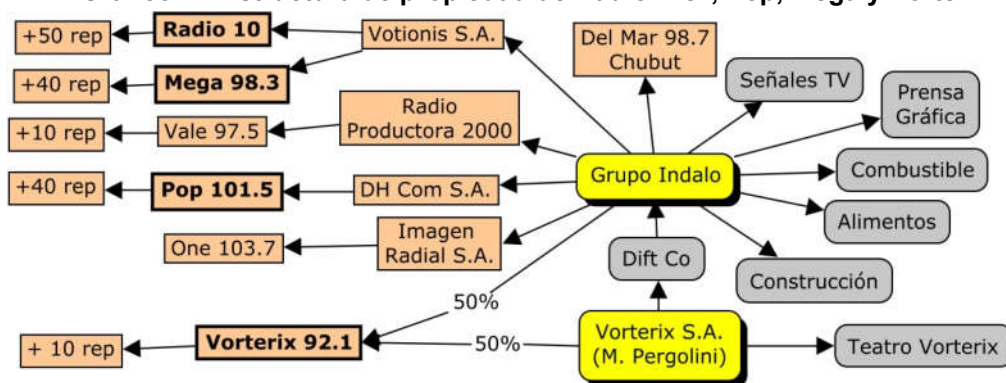 +50 rep
Radio 10
Votionis S.A.
Del Mar 98.7
Chubut
Señales TV
Prensa
Gráfica
+40 rep
Mega 98.3
Radio
Productora 2000
+10 rep
Vale 97.5
Grupo Indalo
Combustible
+40 rep
Pop 101.5
DH Com S.A.
Alimentos
Imagen
Radial S.A.
One 103.7
Dift Co
Construcción
50%
+ 10 rep
Vorterix 92.1
50%
Vorterix S.A.
(M. Pergolini)
Teatro Vorterix